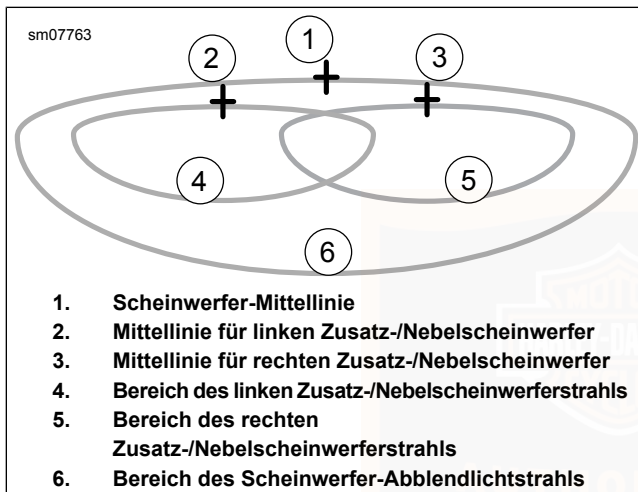 sm07763
1
2
3
4
5
6
1. Scheinwerfer-Mittellinie
2. Mittellinie für linken Zusatz-/Nebelscheinwerfer
3. Mittellinie für rechten Zusatz-/Nebelscheinwerfer
4. Bereich des linken Zusatz-/Nebelscheinwerferstrahls
5. Bereich des rechten
Zusatz-/Nebelscheinwerferstrahls
6. Bereich des Scheinwerfer-Abblendlichtstrahls